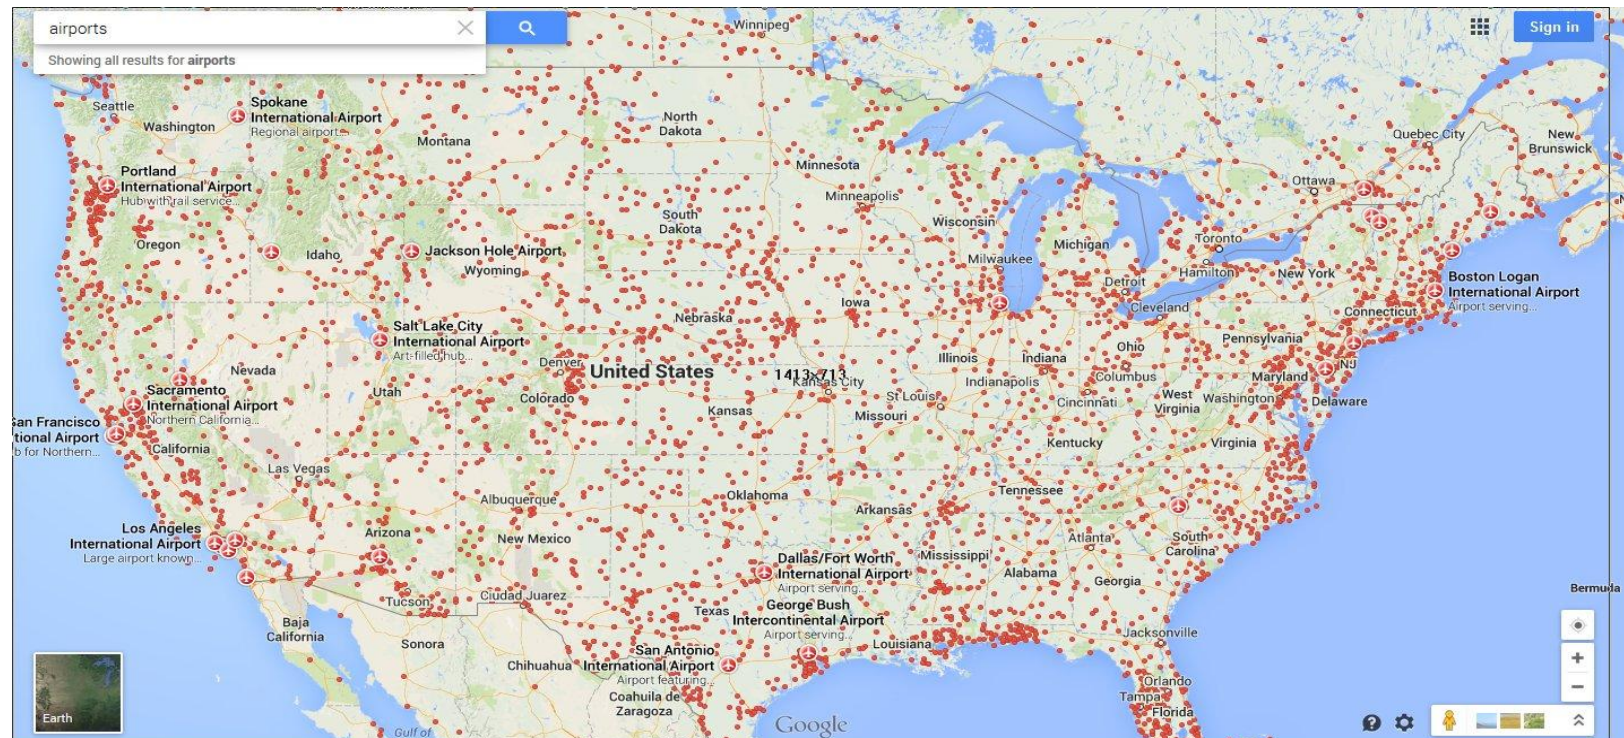 airports
Sign in
Showing all results for airports
Winnipeg
Seattle
Washington
Spokane
International Airport
Regional airport...
Montana
North
Dakota
Minnesota
Minneapolis
Quebec City
New
Brunswick
Ottawa
Portland
International Airport
Hub with rail service...
Oregon
Idaho
Jackson Hole Airport
Wyoming
South
Dakota
Wisconsin
Milwaukee
Michigan
Toronto
Hamilton
Detroit
New York
Boston Logan
International Airport
Airport serving...
Connecticut
Cleveland
Iowa
Nebraska
Salt Lake City
International Airport
Art-filled hub...
Nevada
Utah
Denver
Colorado
United States
1413x713
Kansas City
Kansas
Illinois
Indiana
Indianapolis
Ohio
Columbus
Cincinnati
Pennsylvania
NJ
Maryland
Delaware
West
Virginia
Washington
St Louis
Missouri
Kentucky
Virginia
Sacramento
International Airport
Northern California...
San Francisco
tional Airport
b for Northern...
California
Las Vegas
Albuquerque
Oklahoma
Tennessee
Arkansas
Los Angeles
International Airport
Large airport known...
Arizona
New Mexico
Dallas/Fort Worth
International Airport
Airport serving...
Mississippi
Alabama
Atlanta
Georgia
South
Carolina
Bermuda
Tucson
Ciudad Juarez
Texas
George Bush
Intercontinental Airport
Airport serving...
Louisiana
Jacksonville
Baja
California
Sonora
Chihuahua
San Antonio
International Airport
Airport featuring...
Coahuila de
Zaragoza
Orlando
Tampa
Florida
Earth
Gulf of
Google